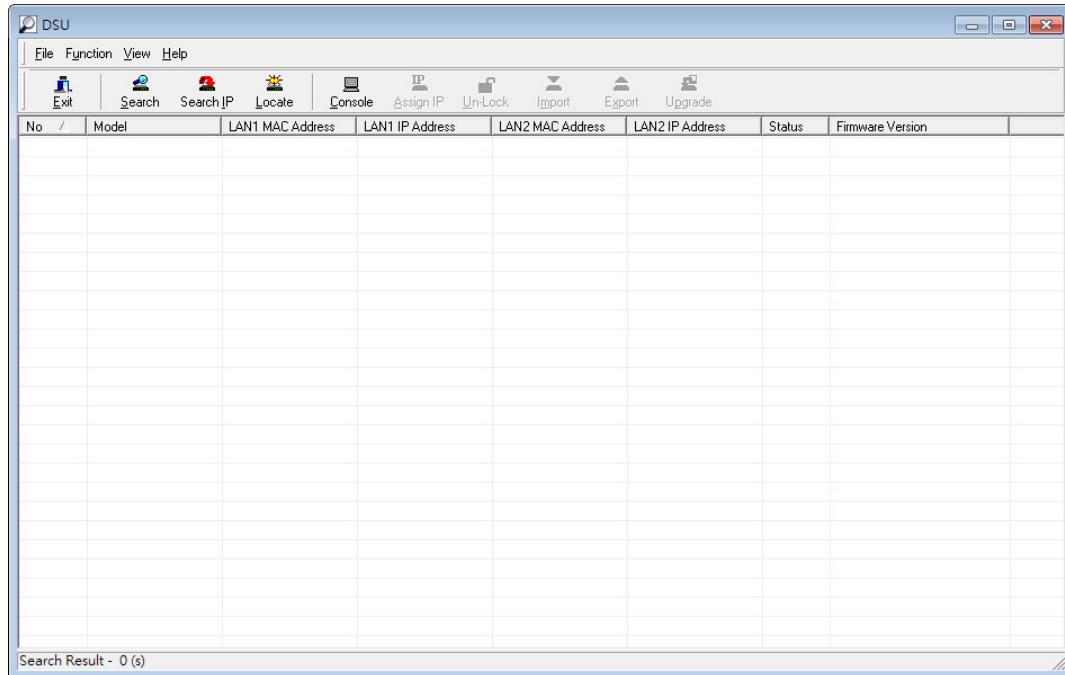 DSU
File Function View Help
IP
Exit Search Search IP Locate Console Assign IP Un-Lock Import Export Upgrade
No / Model LAN1 MAC Address LAN1 IP Address LAN2 MAC Address LAN2 IP Address Status Firmware Version
Search Result - 0 (s)